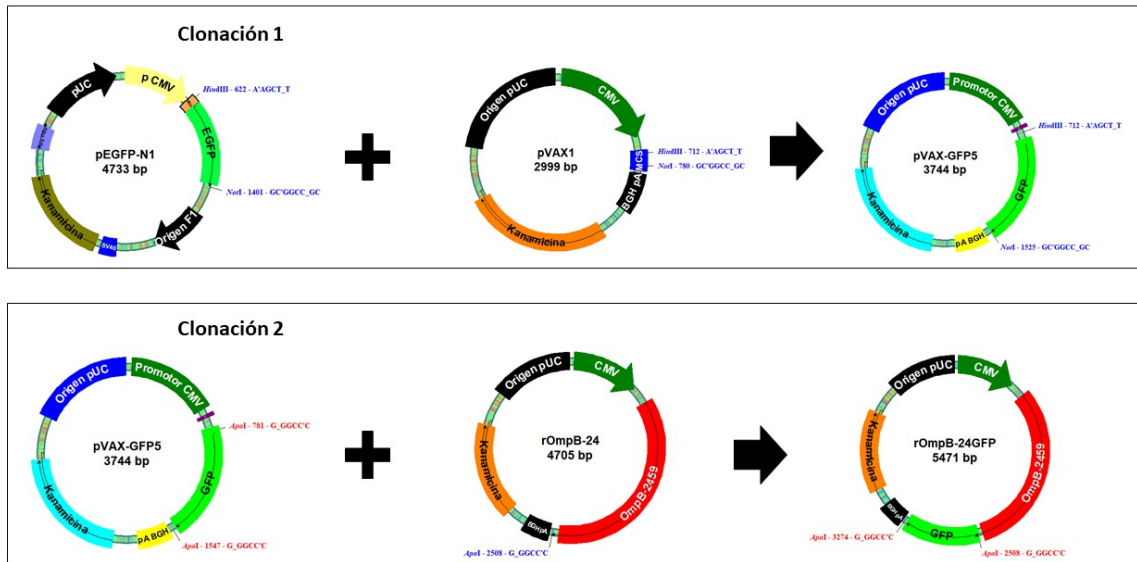 Clonación 1
pUC
p CMV
HindIII - 622 - A'AGCT_T
EGFP
NotI - 1401 - GC'GGCC_GC
Origen F1
SV40
Kanamicina
pEGFP-N1
4733 bp
Origen pUC
CMV
HindIII - 712 - A'AGCT_T
MCS
NotI - 780 - GC'GGCC_GC
BGH pA
Kanamicina
pVAX1
2999 bp
Origen pUC
Promotor CMV
HindIII - 712 - A'AGCT_T
GFP
NotI - 1525 - GC'GGCC_GC
pA BGH
Kanamicina
pVAX-GFP5
3744 bp
Clonación 2
Origen pUC
Promotor CMV
ApaI - 781 - G_GGCC'C
GFP
ApaI - 1547 - G_GGCC'C
pA BGH
Kanamicina
pVAX-GFP5
3744 bp
Origen pUC
CMV
OmpB-2459
ApaI - 2508 - G_GGCC'C
BGH pA
Kanamicina
rOmpB-24
4705 bp
Origen pUC
CMV
OmpB-2459
ApaI - 2508 - G_GGCC'C
GFP
ApaI - 3274 - G_GGCC'C
BGH pA
Kanamicina
rOmpB-24GFP
5471 bp